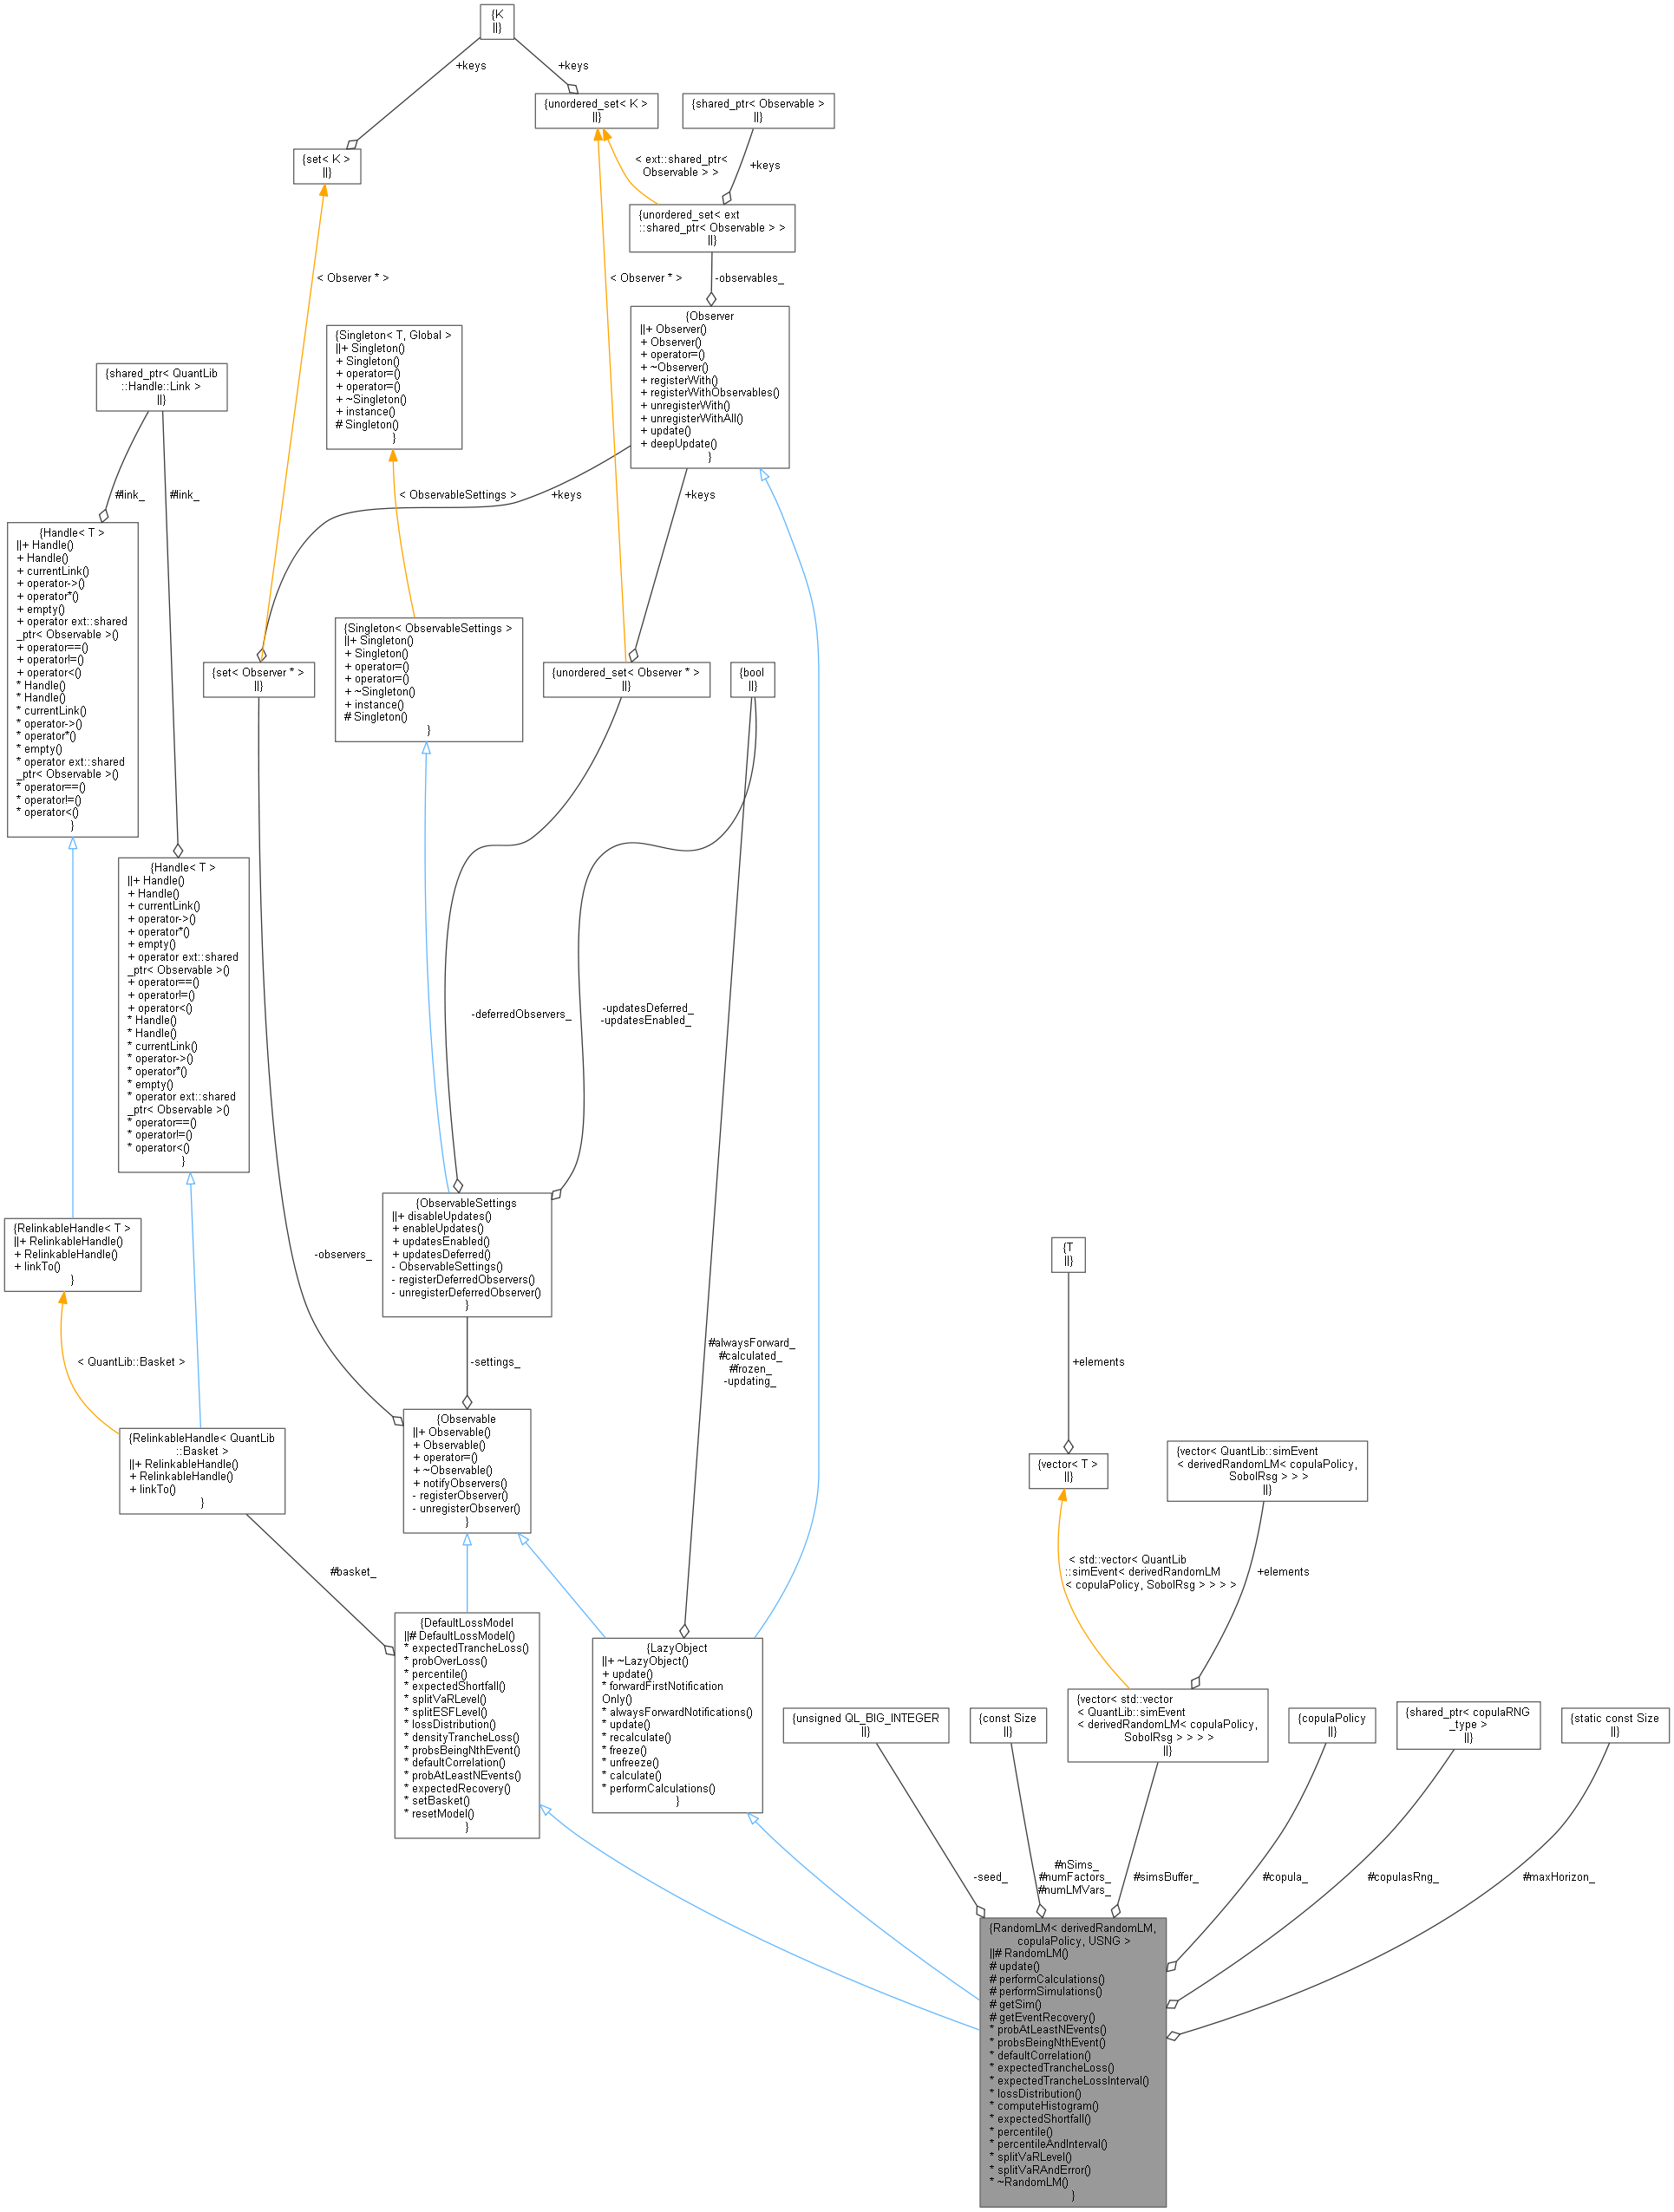 {K
||}
+keys
+keys
{unordered_set< K >
||}
{shared_ptr< Observable >
||}
{set< K >
||}
< ext::shared_ptr<
Observable > >
+keys
{unordered_set< ext
::shared_ptr< Observable > >
||}
< Observer * >
< Observer * >
-observables_
{Observer
||+ Observer()
+ Observer()
+ operator=()
+ ~Observer()
+ registerWith()
+ registerWithObservables()
+ unregisterWith()
+ unregisterWithAll()
+ update()
+ deepUpdate()
}
{Singleton< T, Global >
||+ Singleton()
+ Singleton()
+ operator=()
+ operator=()
+ ~Singleton()
+ instance()
# Singleton()
}
{shared_ptr< QuantLib
::Handle::Link >
||}
#link_
#link_
< ObservableSettings >
+keys
+keys
{Handle< T >
||+ Handle()
+ Handle()
+ currentLink()
+ operator->()
+ operator*()
+ empty()
+ operator ext::shared
_ptr< Observable >()
+ operator==()
+ operator!=()
+ operator<()
* Handle()
* Handle()
* currentLink()
* operator->()
* operator*()
* empty()
* operator ext::shared
_ptr< Observable >()
* operator==()
* operator!=()
* operator<()
}
{Singleton< ObservableSettings >
||+ Singleton()
+ Singleton()
+ operator=()
+ operator=()
+ ~Singleton()
+ instance()
# Singleton()
}
{set< Observer * >
||}
{unordered_set< Observer * >
||}
{bool
||}
{Handle< T >
||+ Handle()
+ Handle()
+ currentLink()
+ operator->()
+ operator*()
+ empty()
+ operator ext::shared
_ptr< Observable >()
+ operator==()
+ operator!=()
+ operator<()
* Handle()
* Handle()
* currentLink()
* operator->()
* operator*()
* empty()
* operator ext::shared
_ptr< Observable >()
* operator==()
* operator!=()
* operator<()
}
-deferredObservers_
-updatesDeferred_
-updatesEnabled_
{RelinkableHandle< T >
||+ RelinkableHandle()
+ RelinkableHandle()
+ linkTo()
}
-observers_
{ObservableSettings
||+ disableUpdates()
+ enableUpdates()
+ updatesEnabled()
+ updatesDeferred()
- ObservableSettings()
- registerDeferredObservers()
- unregisterDeferredObserver()
}
{T
||}
< QuantLib::Basket >
-settings_
#alwaysForward_
#calculated_
#frozen_
-updating_
+elements
{RelinkableHandle< QuantLib
::Basket >
||+ RelinkableHandle()
+ RelinkableHandle()
+ linkTo()
}
{Observable
||+ Observable()
+ Observable()
+ operator=()
+ ~Observable()
+ notifyObservers()
- registerObserver()
- unregisterObserver()
}
{vector< T >
||}
{vector< QuantLib::simEvent
< derivedRandomLM< copulaPolicy,
SobolRsg > > >
||}
#basket_
< std::vector< QuantLib
::simEvent< derivedRandomLM
< copulaPolicy, SobolRsg > > > >
+elements
{DefaultLossModel
||# DefaultLossModel()
* expectedTrancheLoss()
* probOverLoss()
* percentile()
* expectedShortfall()
* splitVaRLevel()
* splitESFLevel()
* lossDistribution()
* densityTrancheLoss()
* probsBeingNthEvent()
* defaultCorrelation()
* probAtLeastNEvents()
* expectedRecovery()
* setBasket()
* resetModel()
}
{LazyObject
||+ ~LazyObject()
+ update()
* forwardFirstNotification
Only()
* alwaysForwardNotifications()
* update()
* recalculate()
* freeze()
* unfreeze()
* calculate()
* performCalculations()
}
{unsigned QL_BIG_INTEGER
||}
{const Size
||}
{vector< std::vector
< QuantLib::simEvent
< derivedRandomLM< copulaPolicy,
SobolRsg > > > >
||}
{copulaPolicy
||}
{shared_ptr< copulaRNG
_type >
||}
{static const Size
||}
-seed_
#nSims_
#numFactors_
#numLMVars_
#simsBuffer_
#copula_
#copulasRng_
#maxHorizon_
{RandomLM< derivedRandomLM,
copulaPolicy, USNG >
||# RandomLM()
# update()
# performCalculations()
# performSimulations()
# getSim()
# getEventRecovery()
* probAtLeastNEvents()
* probsBeingNthEvent()
* defaultCorrelation()
* expectedTrancheLoss()
* expectedTrancheLossInterval()
* lossDistribution()
* computeHistogram()
* expectedShortfall()
* percentile()
* percentileAndInterval()
* splitVaRLevel()
* splitVaRAndError()
* ~RandomLM()
}